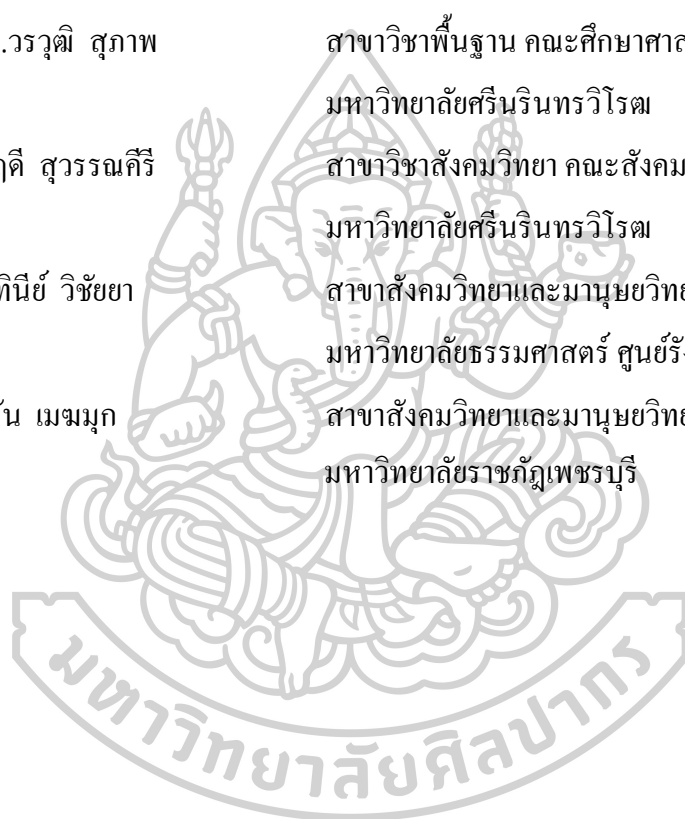 .วรวุฒิ สุภาพ สาขาวิชาพื้นฐาน คณะศึกษาศาส
มหาวิทยาลัยศรีนรินทรวิโรฒ
ฤดี สุวรรณคีรี สาขาวิชาสังคมวิทยา คณะสังคม
มหาวิทยาลัยศรีนรินทรวิโรฒ
ทินีย์ วิชัยยา สาขาสังคมวิทยาและมานุษยวิทย
มหาวิทยาลัยธรรมศาสตร์ ศูนย์รัง
ัน เมฆมุก สาขาสังคมวิทยาและมานุษยวิทย
มหาวิทยาลัยราชภัฎเพชรบุรี
มหาวิทยาลัยศิลปากร